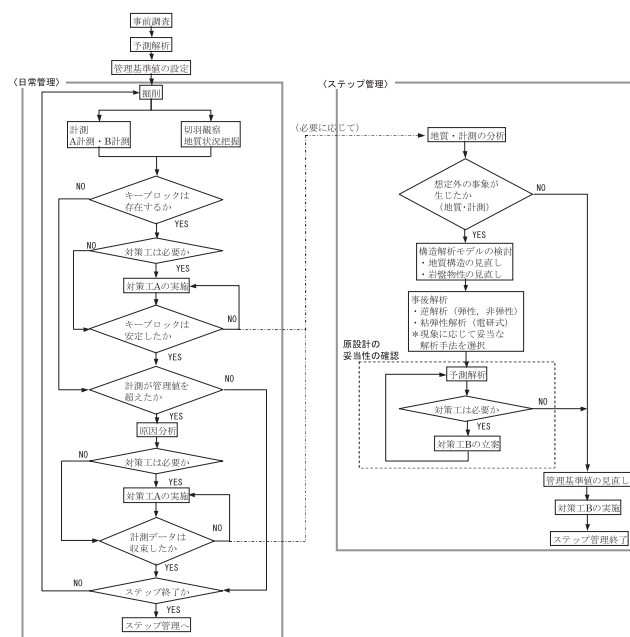 事前調査
予測解析
管理基準値の設定
〈日常管理〉
掘削
計測
A計測・B計測
切羽観察
地質状況把握
キーブロックは
存在するか
NO
YES
対策工は必要か
NO
YES
対策工Aの実施
キーブロックは
安定したか
NO
YES
計測が管理値を
超えたか
NO
YES
原因分析
対策工は必要か
NO
YES
対策工Aの実施
計測データは
収束したか
NO
YES
ステップ終了か
NO
YES
ステップ管理へ
〈ステップ管理〉
(必要に応じて)
地質・計測の分析
想定外の事象が
生じたか
(地質・計測)
NO
YES
構造解析モデルの検討
・地質構造の見直し
・岩盤物性の見直し
事後解析
・逆解析（弾性，非弾性）
・粘弾性解析（電研式）
＊現象に応じて妥当な
解析手法を選択
原設計の
妥当性の確認
予測解析
対策工は必要か
NO
YES
対策工Bの立案
管理基準値の見直し
対策工Bの実施
ステップ管理終了